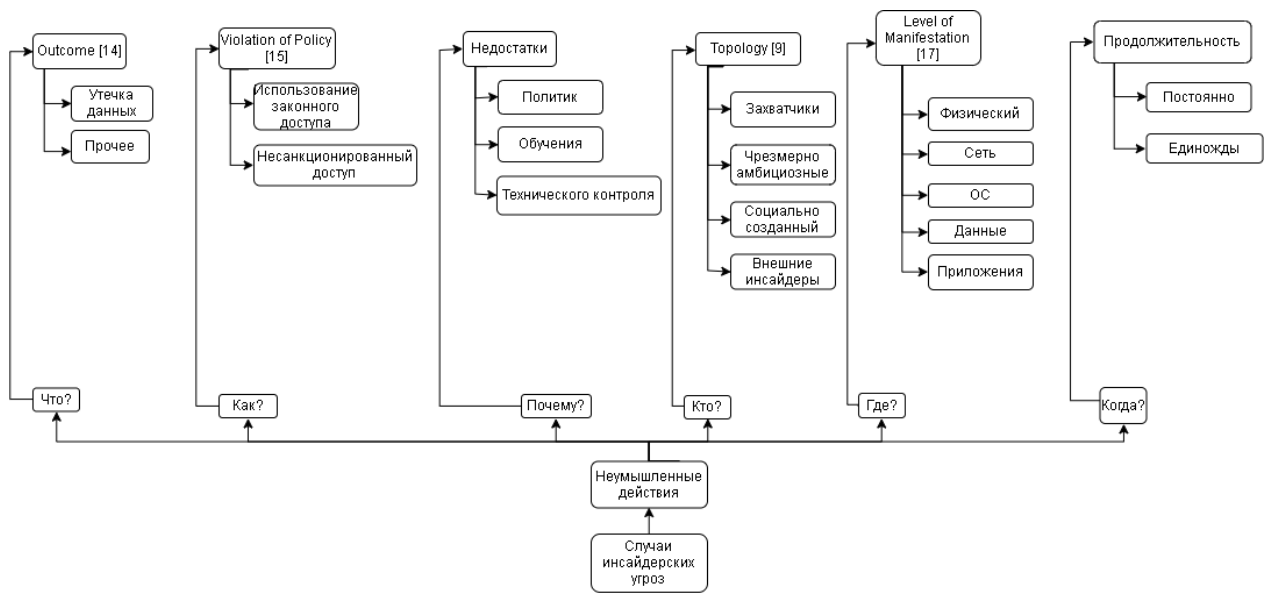 Outcome [14]
Утечка
данных
Прочее
Violation of Policy
[15]
Использование
законного
доступа
Несанкционированный
доступ
Недостатки
Политик
Обучения
Технического контроля
Topology [9]
Захватчики
Чрезмерно
амбициозные
Социально
созданный
Внешние
инсайдеры
Level of
Manifestation
[17]
Физический
Сеть
ОС
Данные
Приложения
Продолжительность
Постоянно
Единожды
Что?
Как?
Почему?
Кто?
Где?
Когда?
Неумышленные
действия
Случаи
инсайдерских
угроз